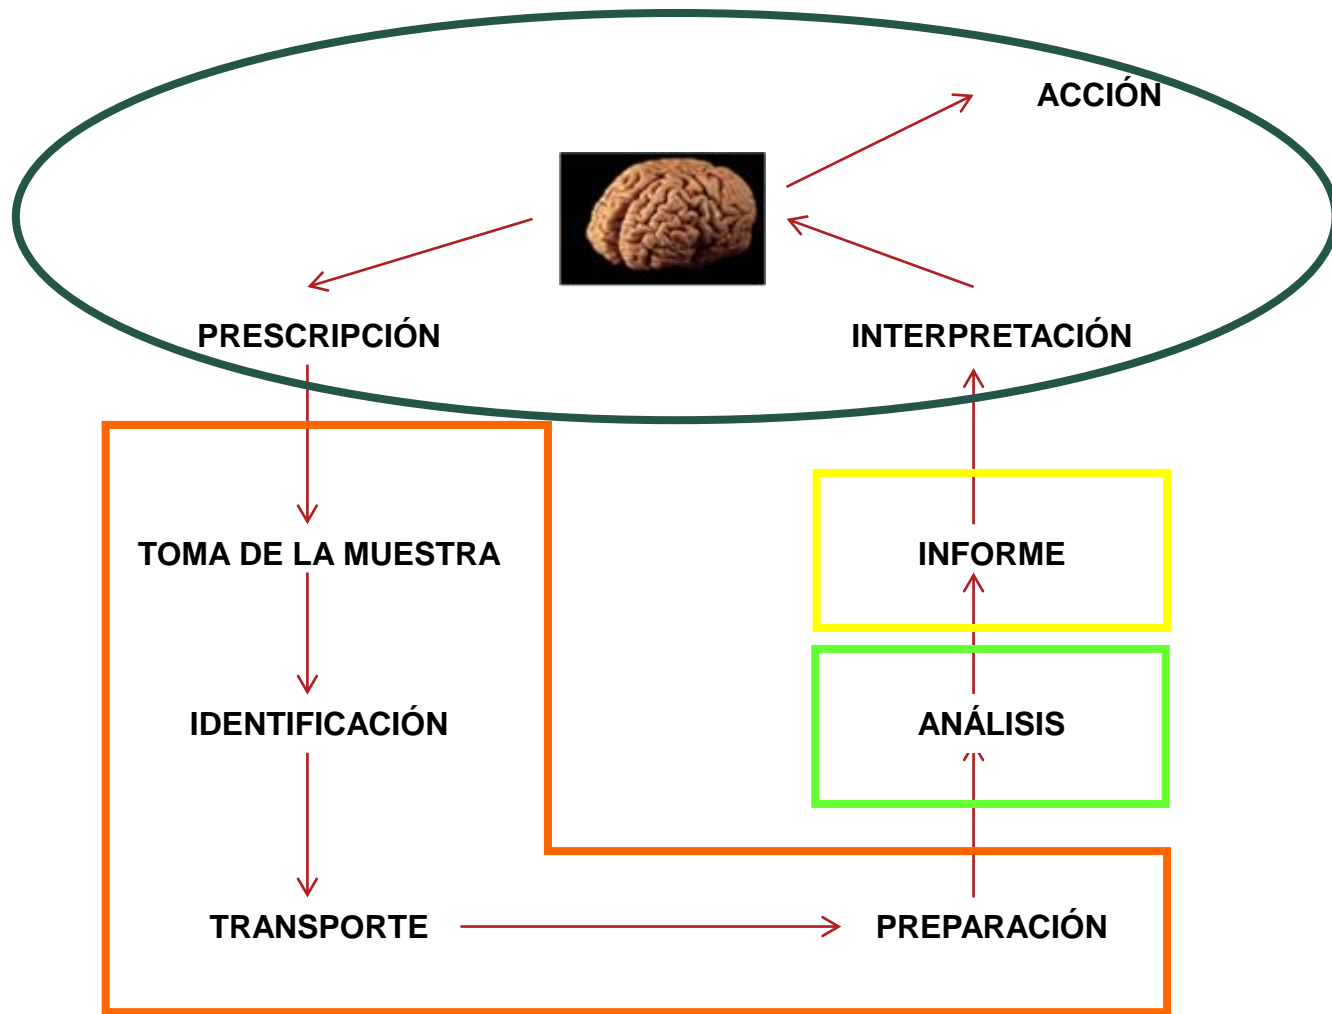 ACCIÓN
PRESCRIPCIÓN
INTERPRETACIÓN
TOMA DE LA MUESTRA
INFORME
IDENTIFICACIÓN
ANÁLISIS
TRANSPORTE
PREPARACIÓN